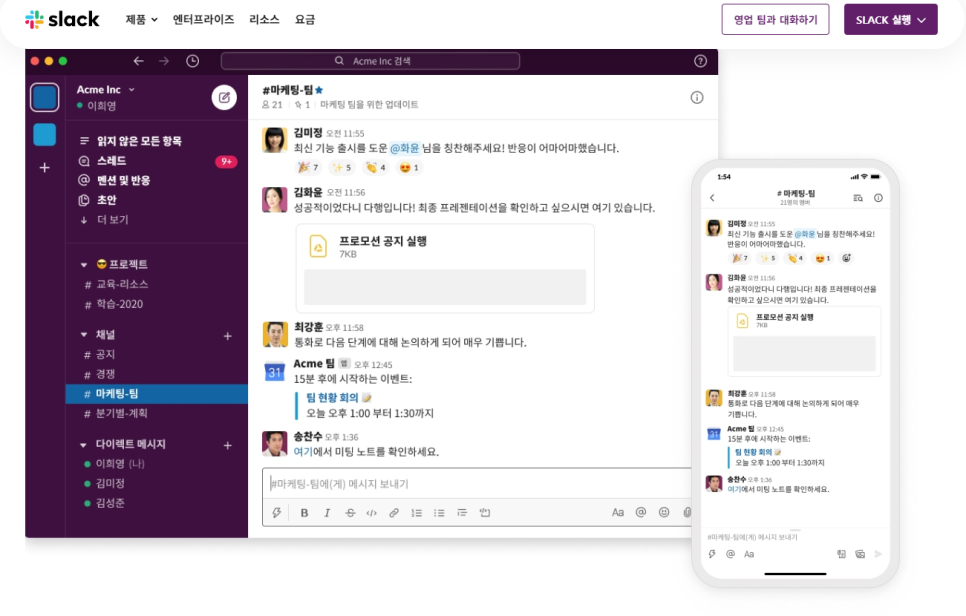 slack
제품 엔터프라이즈 리소스 요금
영업 팀과 대화하기
SLACK 실행
Acme Inc 검색
Acme Inc
이희영
읽지 않은 모든 항목
스레드 9+
멘션 및 반응
초안
더 보기
😎프로젝트
# 교육-리소스
# 학습-2020
채널 +
# 공지
# 경쟁
# 마케팅-팀
# 분기별-계획
다이렉트 메시지 +
이희영 (나)
김미정
김성준
#마케팅-팀
21 1 마케팅 팀을 위한 업데이트
김미정 오전 11:55
최신 기능 출시를 도운 @화윤 님을 칭찬해주세요! 반응이 어마어마했습니다.
🎉 7 ✨ 5 👏 4 😍 1
김화윤 오전 11:56
성공적이었다니 다행입니다! 최종 프레젠테이션을 확인하고 싶으시면 여기 있습니다.
프로모션 공지 실행
7KB
최강훈 오후 11:58
통화로 다음 단계에 대해 논의하게 되어 매우 기쁩니다.
31
Acme 팀 앱 오후 12:45
15분 후에 시작하는 이벤트:
팀 현황 회의 📝
오늘 오후 1:00 부터 1:30까지
송찬수 오후 1:36
여기에서 미팅 노트를 확인하세요.
#마케팅-팀에(게) 메시지 보내기
B I S </> Aa @
1:54
# 마케팅-팀
21명의 멤버
김미정 오전 11:55
최신 기능 출시를 도운 @화윤 님을 칭찬해주세요!
반응이 어마어마했습니다.
🎉 7 ✨ 5 👏 4 😍 1
김화윤 오전 11:56
성공적이었다니 다행입니다! 최종 프레젠테이션을
확인하고 싶으시면 여기 있습니다.
프로모션 공지 실행
7KB
최강훈 오후 11:58
통화로 다음 단계에 대해 논의하게 되어 매우
기쁩니다.
31
Acme 팀 오후 12:45
15분 후에 시작하는 이벤트:
팀 현황 회의 📝
오늘 오후 1:00 부터 1:30까지
송찬수 오후 1:36
여기에서 미팅 노트를 확인하세요.
#마케팅-팀에(게) 메시지 보내기
@ Aa